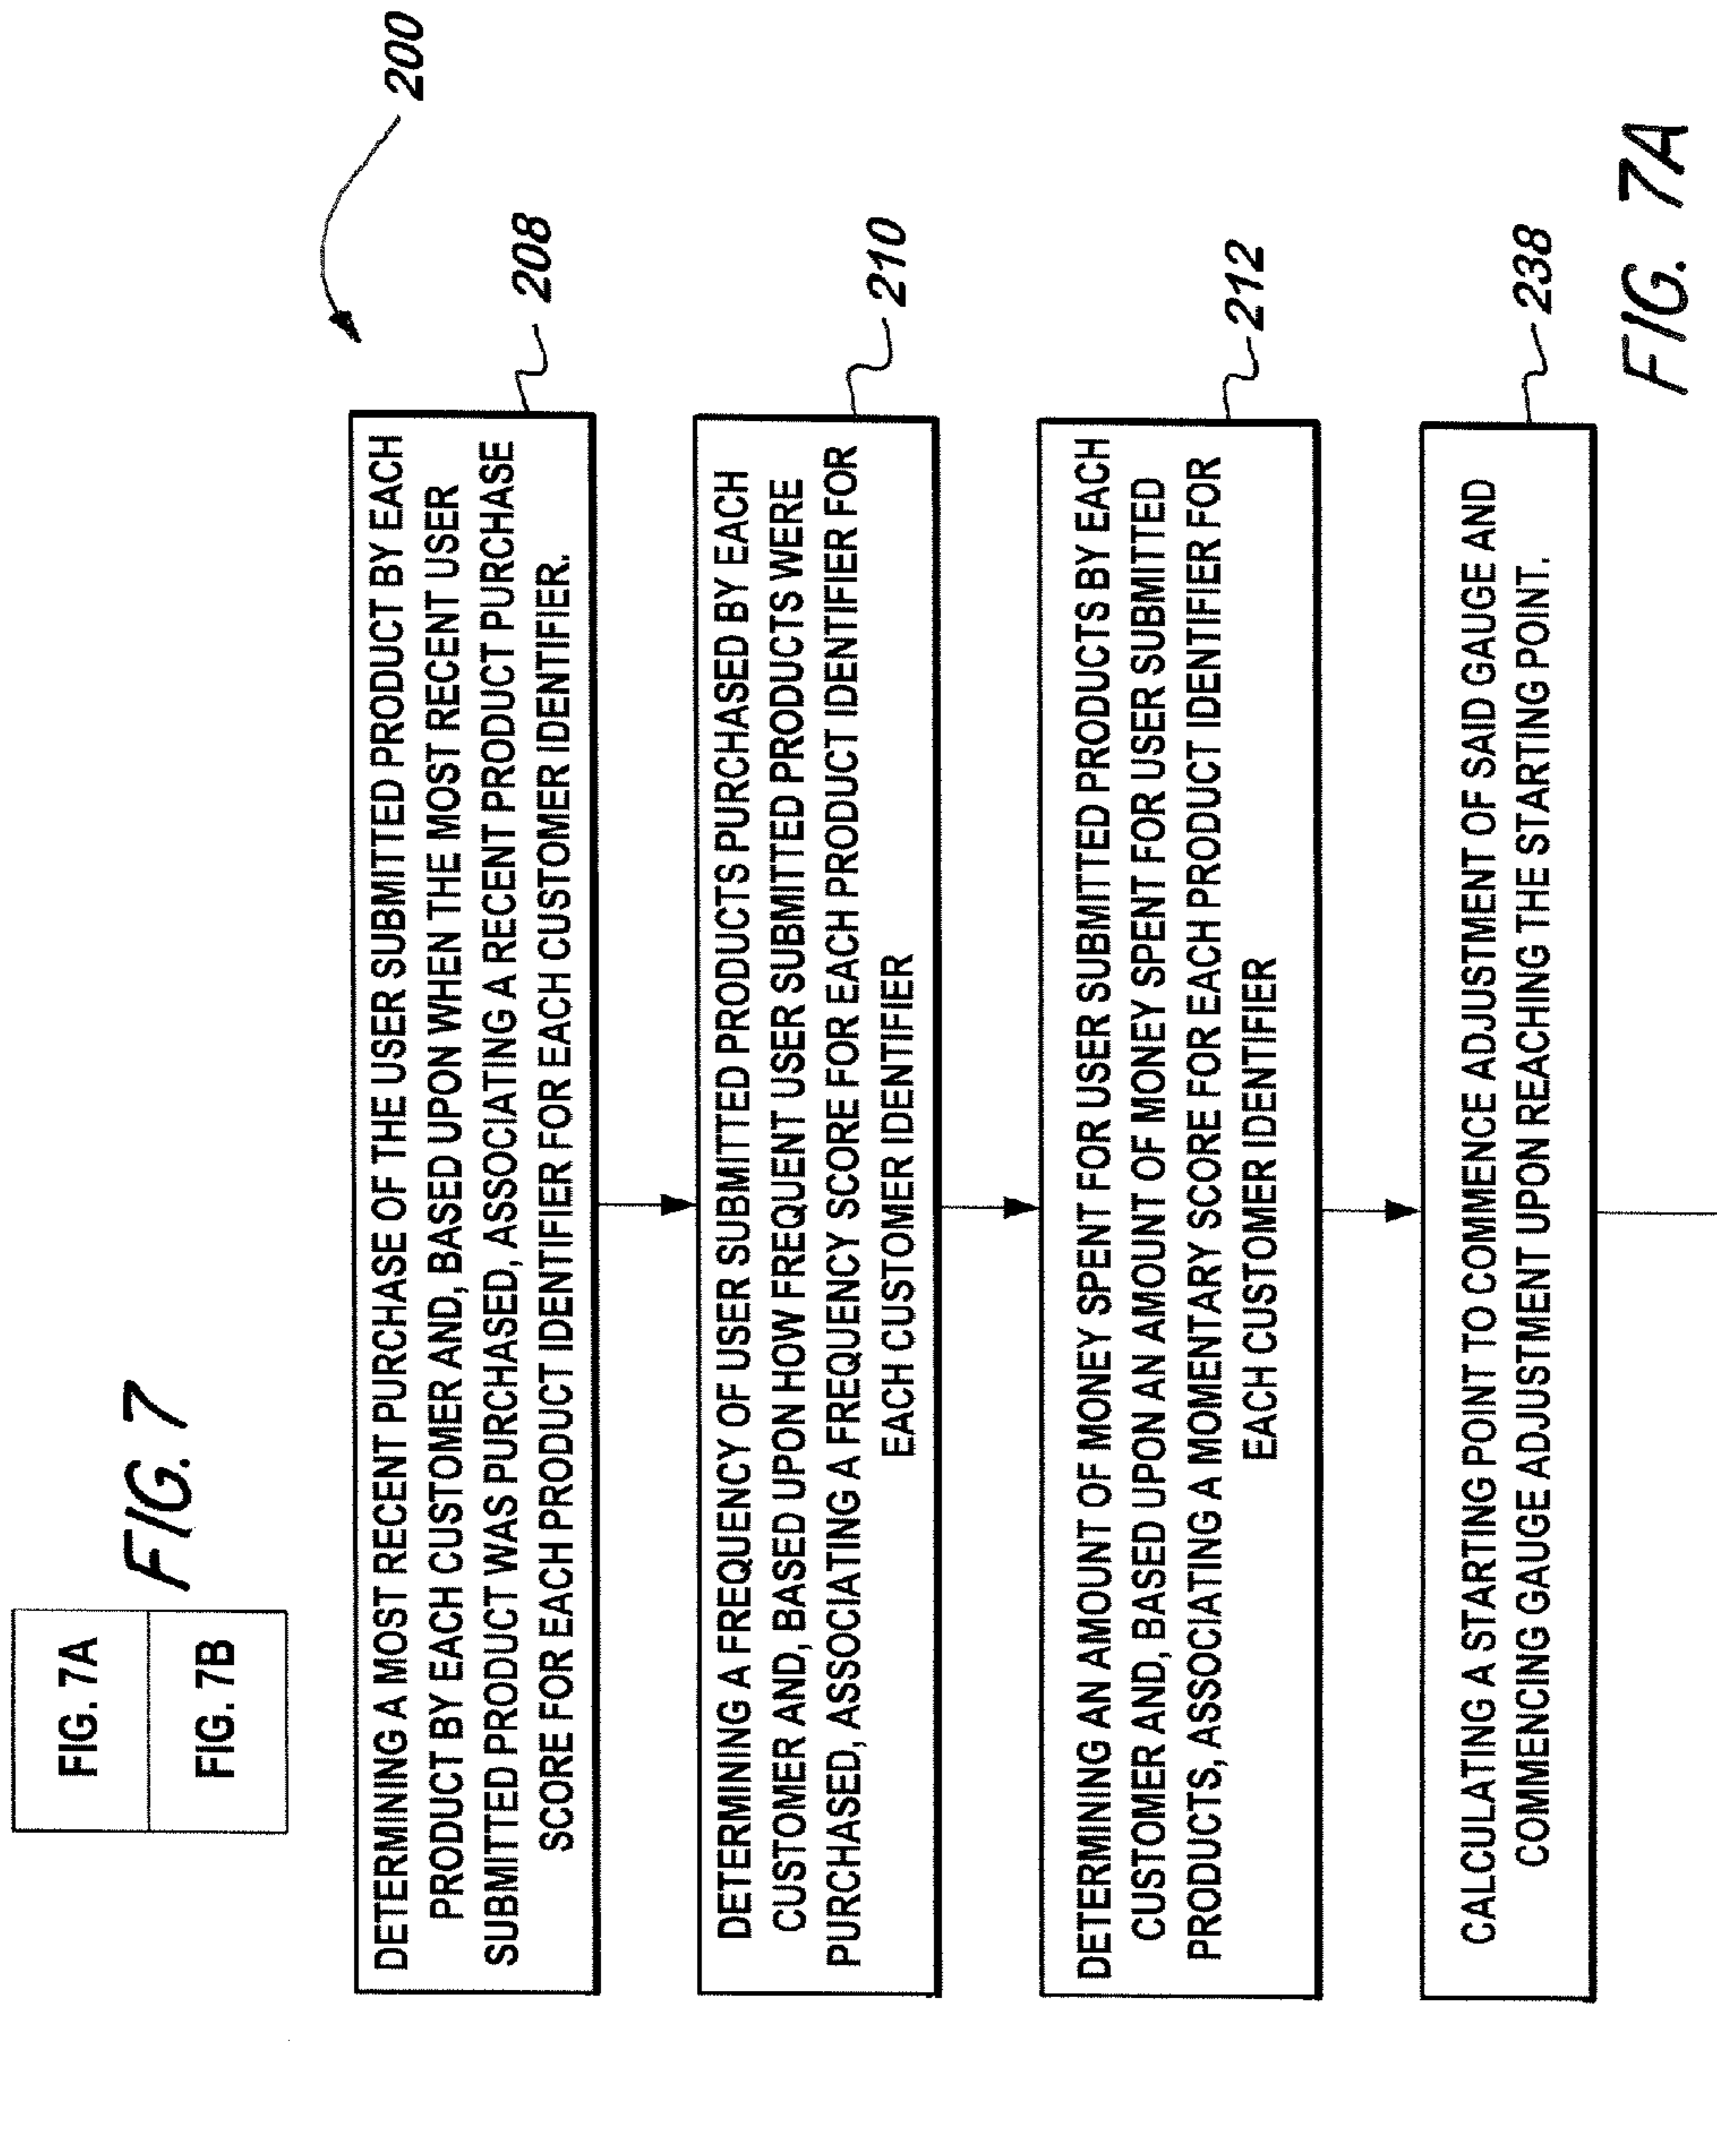 FIG. 7A
FIG. 7B
FIG. 7
200
DETERMINING A MOST RECENT PURCHASE OF THE USER SUBMITTED PRODUCT BY EACH
PRODUCT BY EACH CUSTOMER AND, BASED UPON WHEN THE MOST RECENT USER
SUBMITTED PRODUCT WAS PURCHASED, ASSOCIATING A RECENT PRODUCT PURCHASE
SCORE FOR EACH PRODUCT IDENTIFIER FOR EACH CUSTOMER IDENTIFIER.
208
DETERMINING A FREQUENCY OF USER SUBMITTED PRODUCTS PURCHASED BY EACH
CUSTOMER AND, BASED UPON HOW FREQUENT USER SUBMITTED PRODUCTS WERE
PURCHASED, ASSOCIATING A FREQUENCY SCORE FOR EACH PRODUCT IDENTIFIER FOR
EACH CUSTOMER IDENTIFIER
210
DETERMINING AN AMOUNT OF MONEY SPENT FOR USER SUBMITTED PRODUCTS BY EACH
CUSTOMER AND, BASED UPON AN AMOUNT OF MONEY SPENT FOR USER SUBMITTED
PRODUCTS, ASSOCIATING A MOMENTARY SCORE FOR EACH PRODUCT IDENTIFIER FOR
EACH CUSTOMER IDENTIFIER
212
CALCULATING A STARTING POINT TO COMMENCE ADJUSTMENT OF SAID GAUGE AND
COMMENCING GAUGE ADJUSTMENT UPON REACHING THE STARTING POINT.
238
FIG. 7A